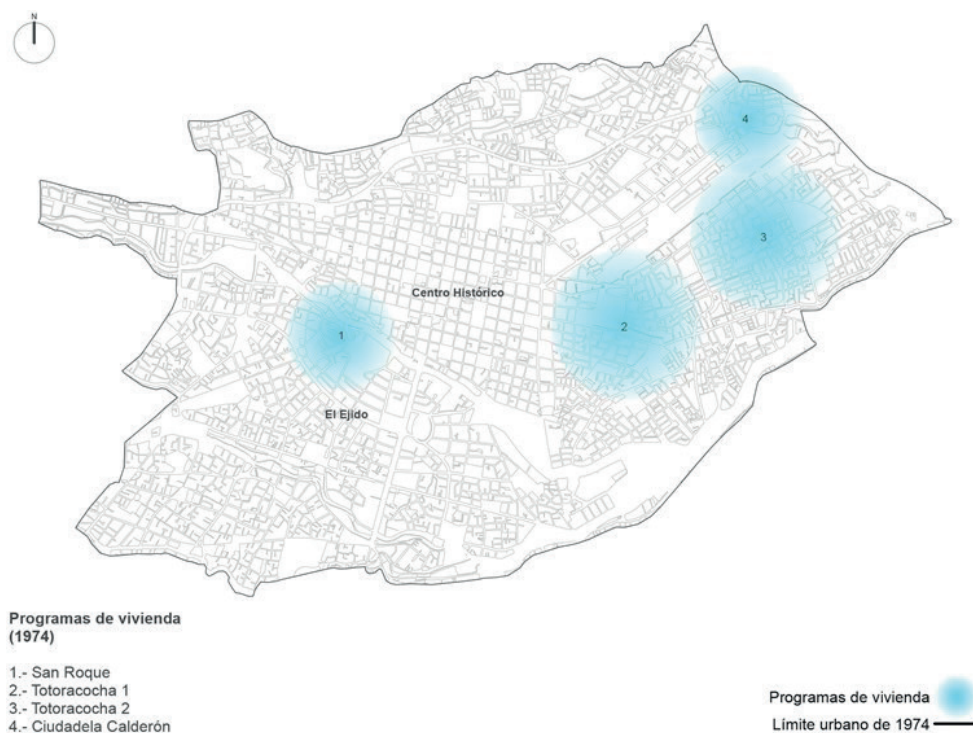 N
4
3
Centro Histórico
2
1
El Ejido
Programas de vivienda
(1974)
1.- San Roque
2.- Totoracocha 1
3.- Totoracocha 2
4.- Ciudadela Calderón
Programas de vivienda
Límite urbano de 1974